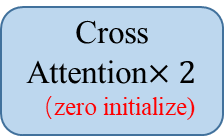 Cross
Attention× 2
（zero initialize)